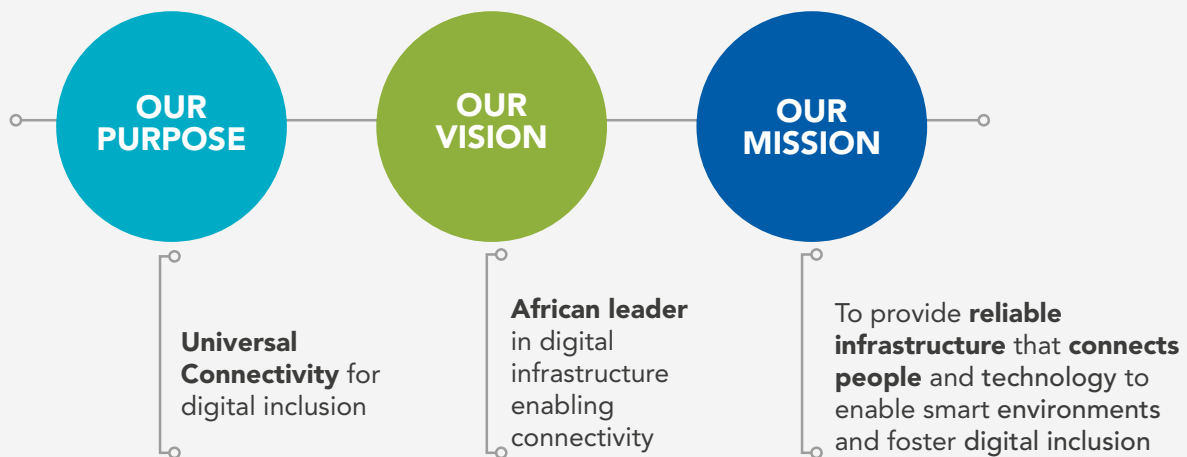 OUR
PURPOSE
OUR
VISION
OUR
MISSION
Universal
Connectivity for
digital inclusion
African leader
in digital
infrastructure
enabling
connectivity
To provide reliable
infrastructure that connects
people and technology to
enable smart environments
and foster digital inclusion